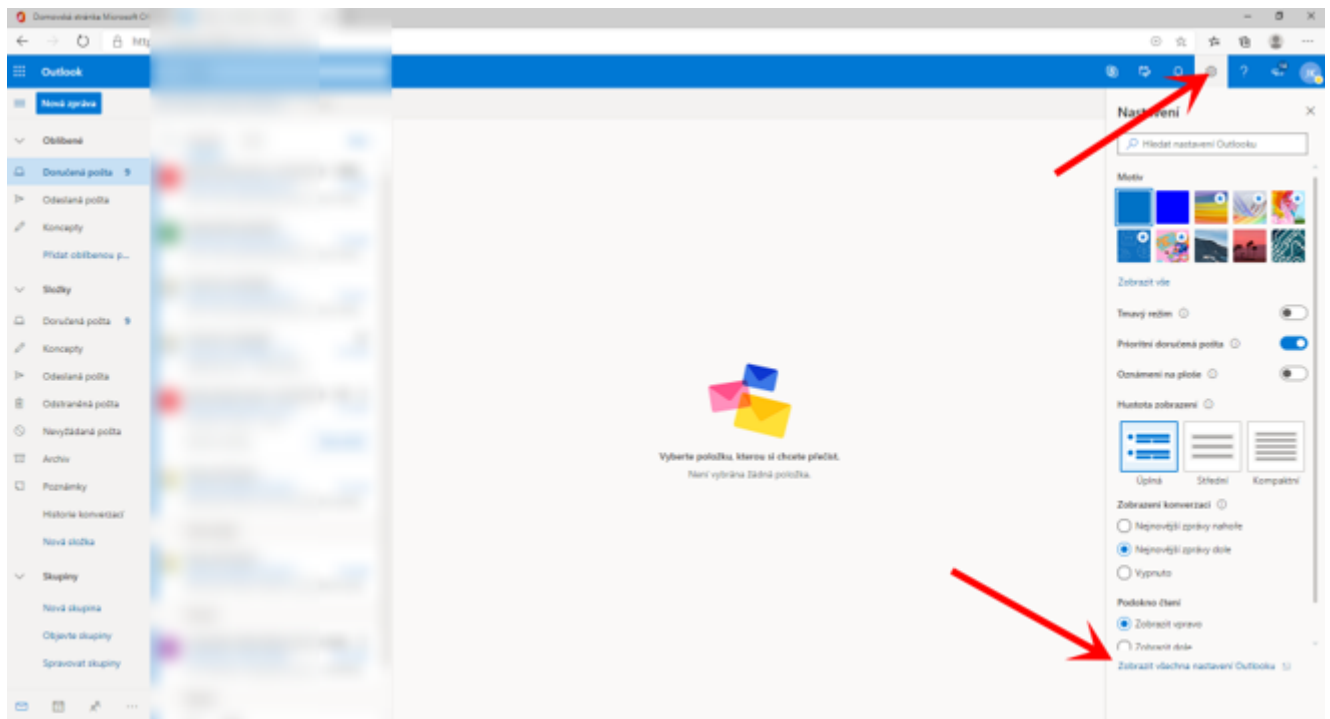 Outlook
Nová zpráva
Nastavení
Hledat nastavení Outlooku
Oblíbené
Doručená pošta 9
Odeslaná pošta
Koncepty
Přidat oblíbenou p...
Složky
Doručená pošta 9
Koncepty
Odeslaná pošta
Odstraněná pošta
Nevyžádaná pošta
Archiv
Poznámky
Historie konverzací
Nová složka
Skupiny
Nová skupina
Objevte skupiny
Spravovat skupiny
Vyberte položku, kterou si chcete přečíst.
Není vybrána žádná položka.
Motiv
Zobrazit vše
Tmavý režim
Prioritní doručená pošta
Oznámení na ploše
Hustota zobrazení
Úplná Střední Kompaktní
Zobrazení konverzací
Nejnovější zprávy nahoře
Nejnovější zprávy dole
Vypnuto
Podokno čtení
Zobrazit vpravo
Zobrazit dole
Zobrazit všechna nastavení Outlooku